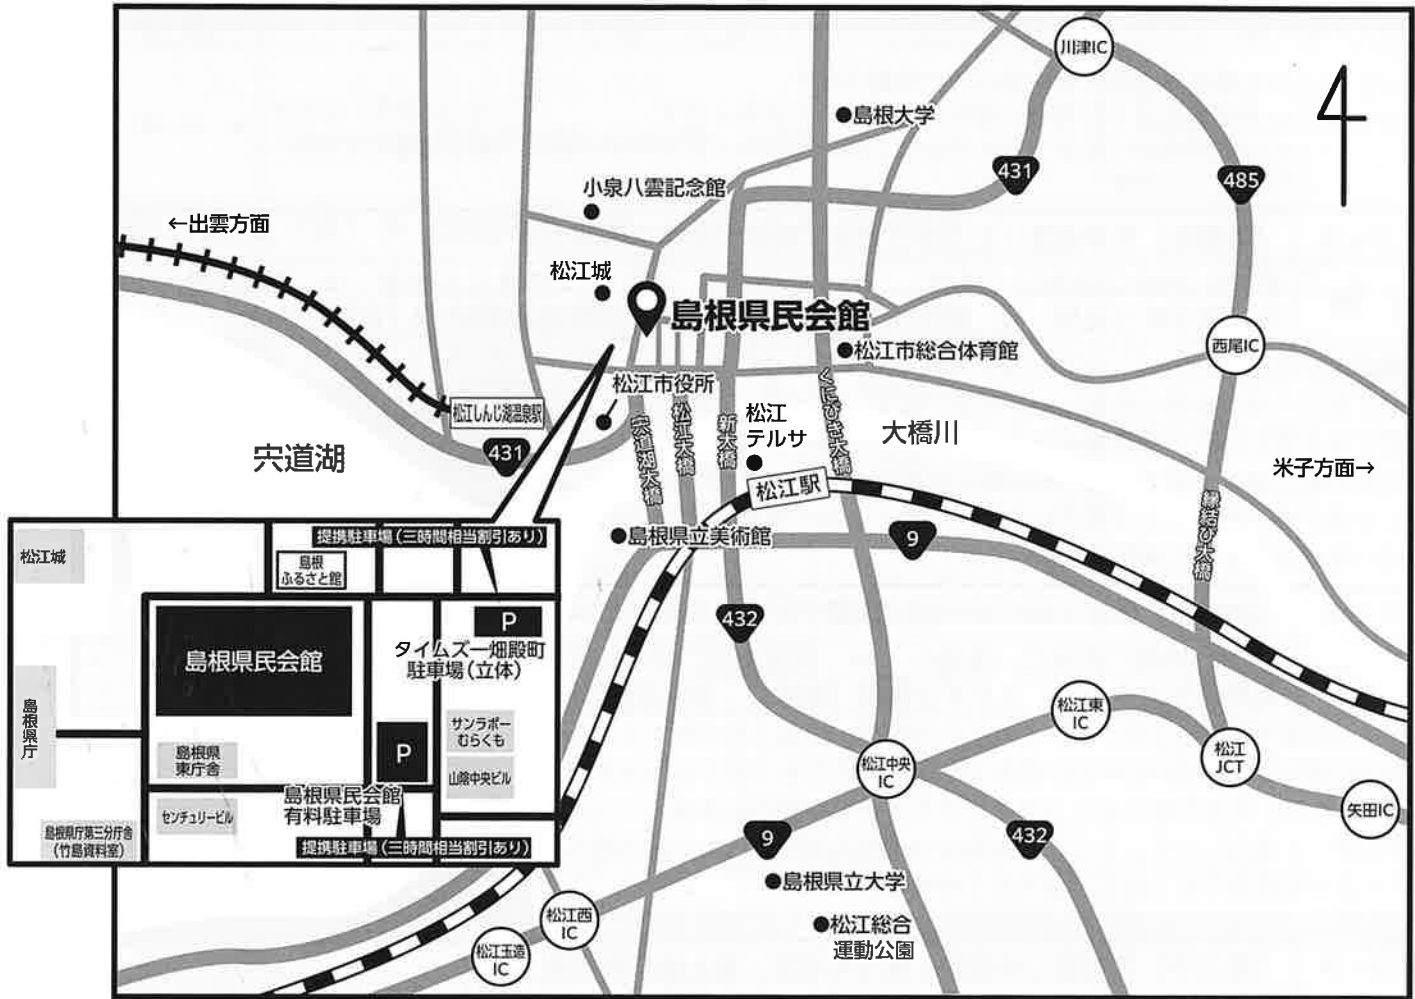 川津IC
島根大学
431
485
小泉八雲記念館
←出雲方面
松江城
島根県民会館
松江市総合体育館
西尾IC
松江市役所
松江しんじ湖温泉駅
431
宍道湖大橋
松江大橋
新大橋
くにびき大橋
松江
テルサ
大橋川
宍道湖
米子方面→
松江駅
縁結び大橋
島根県立美術館
9
432
松江東
IC
松江中央
IC
松江
JCT
矢田IC
9
432
島根県立大学
松江総合
運動公園
松江西
IC
松江玉造
IC
松江城
提携駐車場(三時間相当割引あり)
島根
ふるさと館
島根県民会館
P
タイムズ一畑殿町
駐車場(立体)
島根県庁
P
サンラポー
むらくも
島根県
東庁舎
山陰中央ビル
島根県民会館
有料駐車場
センチュリービル
島根県庁第三分庁舎
(竹島資料室)
提携駐車場(三時間相当割引あり)